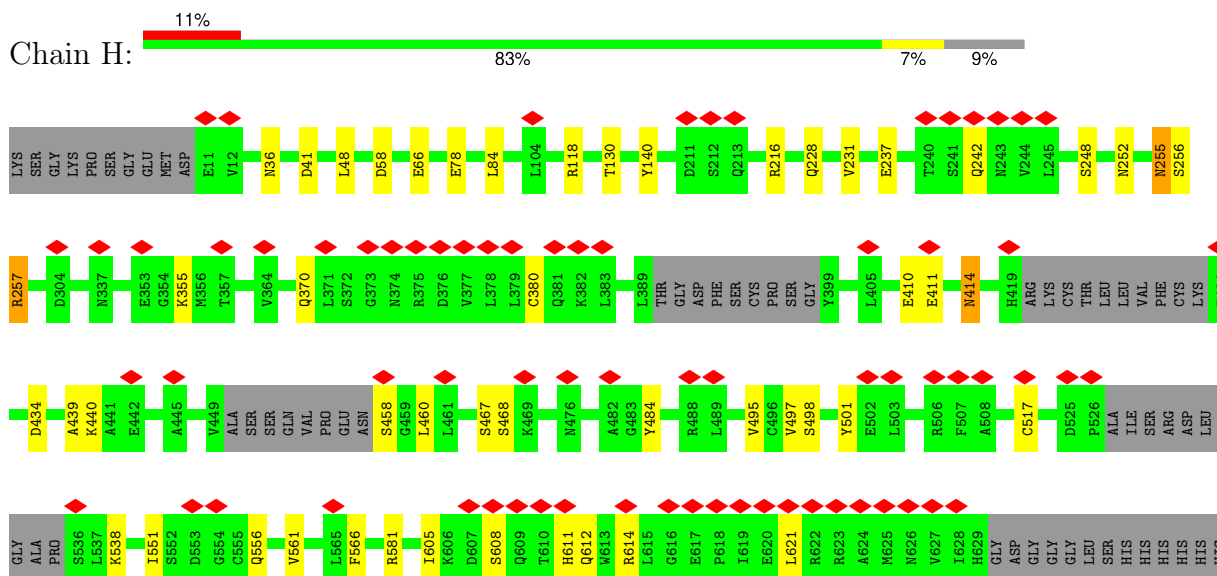 11%
Chain H:
83% 7% 9%
LYS SER GLY LYS PRO SER GLY GLU MET ASP E11 V12 N36 D41 L48 D58 E66 E78 L84 L104 R118 T130 Y140 D211 S212 Q213 R216 Q228 V231 E237 T240 S241 Q242 N243 V244 L245 S248 N252 N255 S256
R257 D304 N337 E353 G354 K355 M356 T357 V364 Q370 L371 S372 G373 N374 R375 D376 V377 L378 L379 C380 Q381 K382 L383 L389 THR GLY ASP PHE SER CYS PRO SER GLY Y399 L405 E410 E411 N414 H419 ARG LYS CYS THR LEU LEU VAL PHE CYS LYS
D434 A439 K440 A441 E442 A445 V449 ALA SER SER GLN VAL PRO GLU ASN S458 G459 L460 L461 S467 S468 K469 N476 A482 G483 Y484 R488 L489 V495 C496 V497 S498 Y501 E502 L503 R506 F507 A508 C517 D525 P526 ALA ILE SER ARG ASP LEU
GLY ALA PRO S536 L537 K538 I551 S552 D553 G554 C555 Q556 V561 L565 F566 R581 I605 K606 D607 S608 Q609 T610 H611 Q612 W613 R614 L615 G616 E617 P618 I619 E620 L621 R622 R623 A624 M625 N626 V627 I628 H629 GLY ASP GLY GLY LEU SER HIS HIS HIS HIS HIS